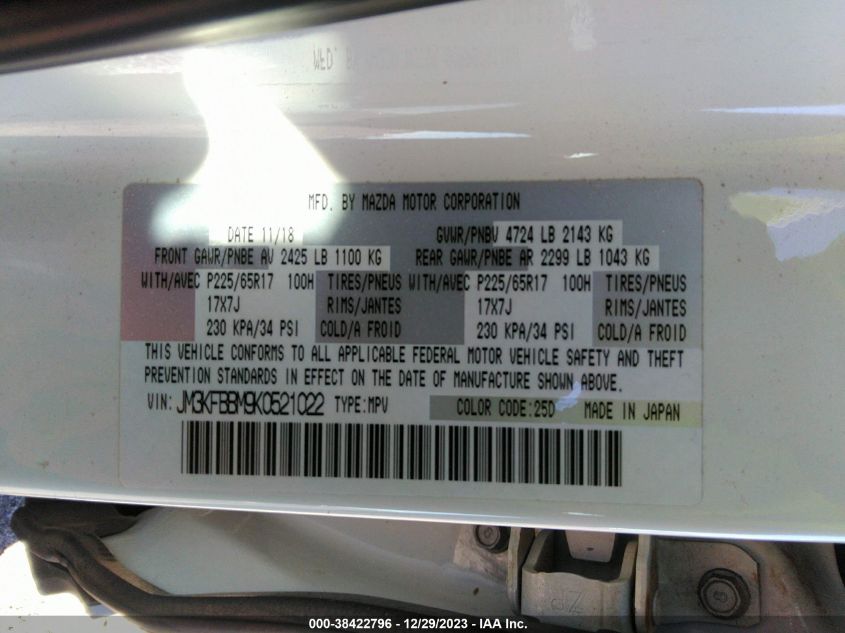 MFD. BY MAZDA MOTOR CORPORATION
DATE 11/18 GVWR/PNBV 4724 LB 2143 KG
FRONT GAWR/PNBE AV 2425 LB 1100 KG REAR GAWR/PNBE AR 2299 LB 1043 KG
WITH/AVEC P225/65R17 100H TIRES/PNEUS WITH/AVEC P225/65R17 100H TIRES/PNEUS
17X7J RIMS/JANTES 17X7J RIMS/JANTES
230 KPA/34 PSI COLD/A FROID 230 KPA/34 PSI COLD/A FROID
THIS VEHICLE CONFORMS TO ALL APPLICABLE FEDERAL MOTOR VEHICLE SAFETY AND THEFT
PREVENTION STANDARDS IN EFFECT ON THE DATE OF MANUFACTURE SHOWN ABOVE.
VIN: JM3KFBBM9K0521022 TYPE:MPV COLOR CODE:25D MADE IN JAPAN
000-38422796 - 12/29/2023 - IAA Inc.